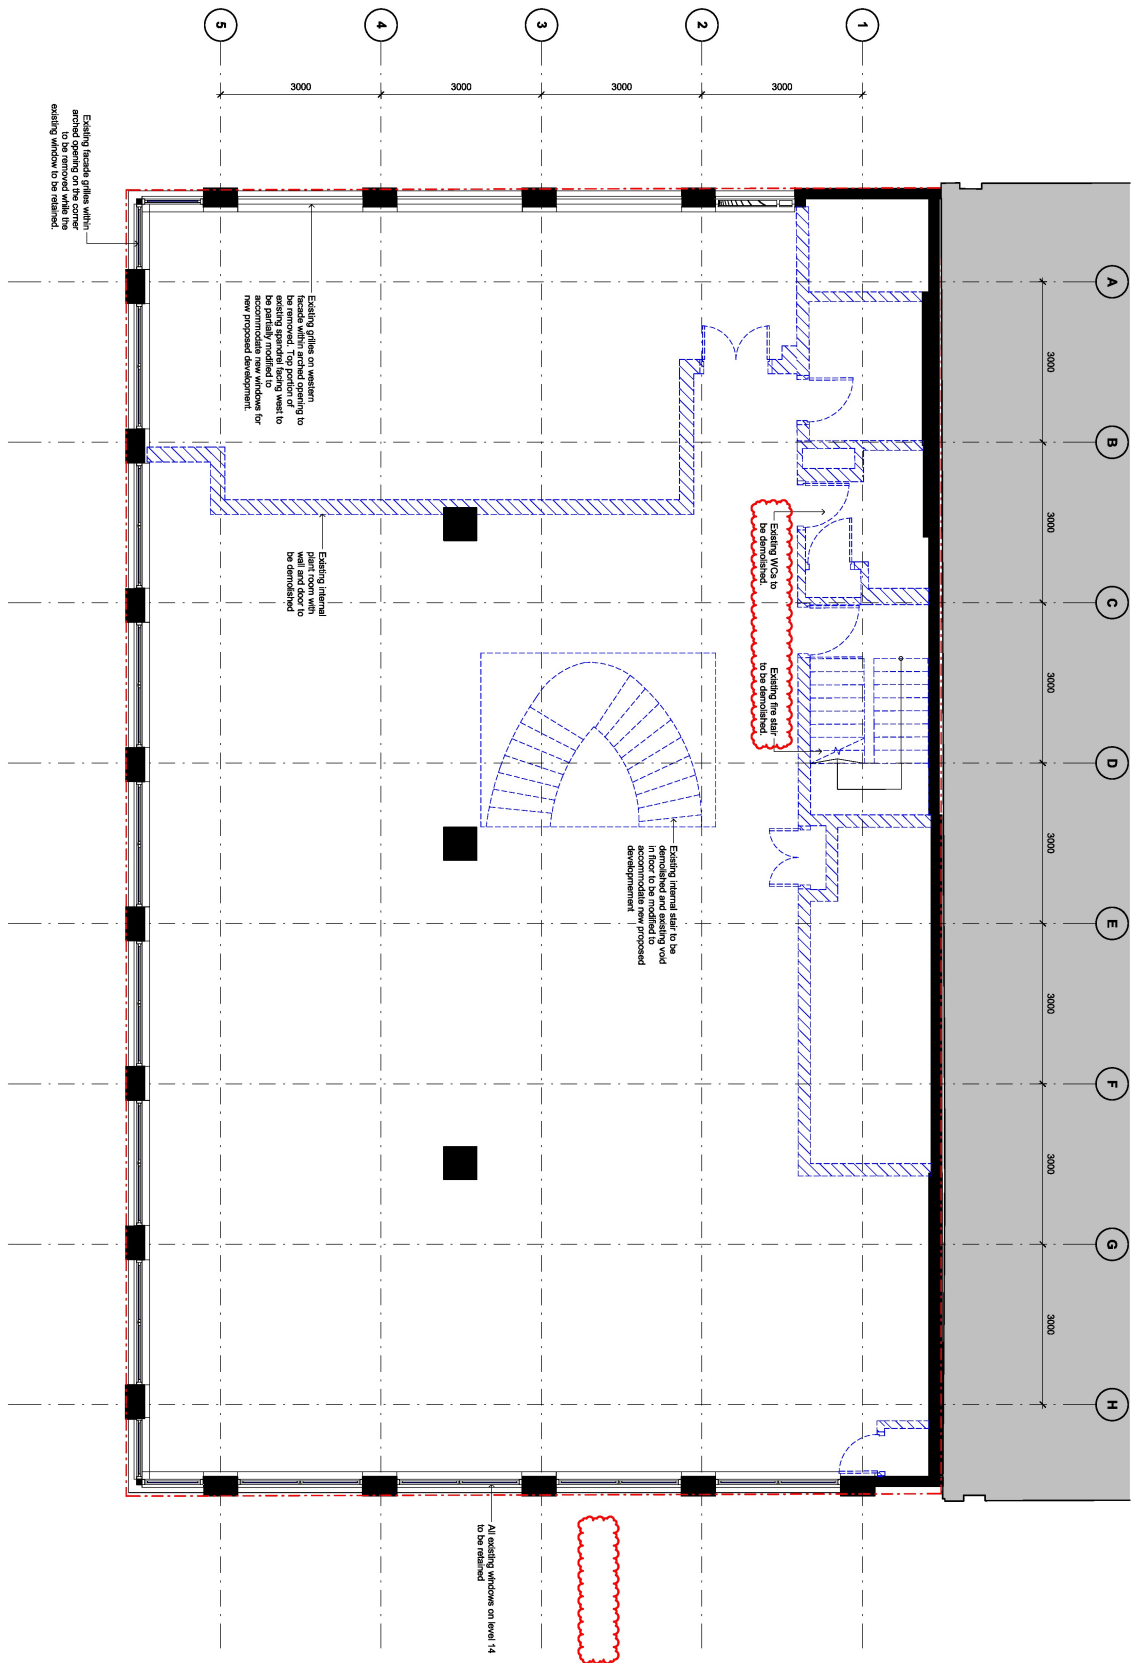 A
B
C
D
E
F
G
H
3000
3000
3000
3000
3000
3000
3000
1
2
3
4
5
3000
3000
3000
3000
Existing WCs to
be demolished.
Existing fire stair
to be demolished.
Existing internal stair to be
demolished and existing void
in floor to be modified to
accommodate new proposed
developmement
Existing grilles on western
facade within arched opening to
be removed. Top portion of
existing spandrel facing west to
be partially modified to
accommodate new windows for
new proposed development.
Existing internal
plant room with
wall and door to
be demolished
Existing facade grilles within
arched opening on the corner
to be removed while the
existing window to be retained.
All existing windows on level 14
to be retained